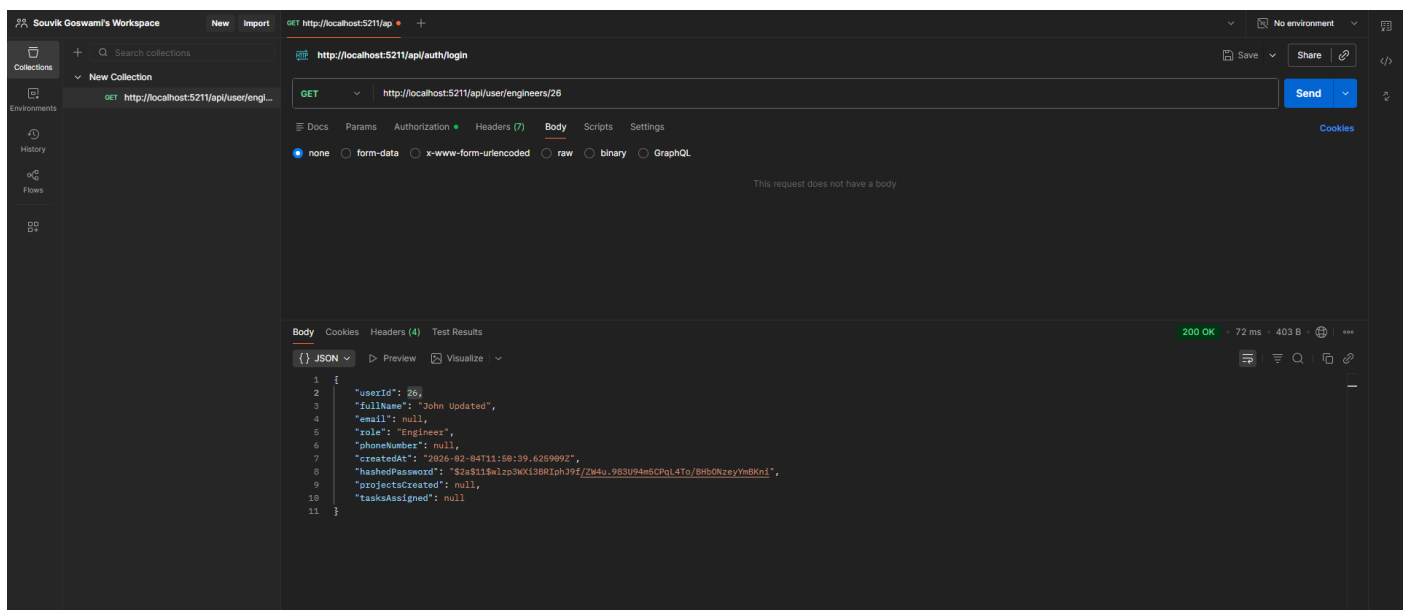 Souvik Goswami's Workspace New Import GET http://localhost:5211/ap No environment
Collections Search collections http://localhost:5211/api/auth/login Save Share
New Collection
GET http://localhost:5211/api/user/engi... GET http://localhost:5211/api/user/engineers/26 Send
Environments
History
Flows
Docs Params Authorization Headers (7) Body Scripts Settings Cookies
none form-data x-www-form-urlencoded raw binary GraphQL
This request does not have a body
Body Cookies Headers (4) Test Results 200 OK 72 ms 403 B
{} JSON Preview Visualize
1 {
2 "userId": 26,
3 "fullName": "John Updated",
4 "email": null,
5 "role": "Engineer",
6 "phoneNumber": null,
7 "createdAt": "2026-02-04T11:50:39.625909Z",
8 "hashedPassword": "$2a$11$wlzp3WXi3BRIphJ9f/ZW4u.983U94m5CPqL4To/BHbONzeyYmBKni",
9 "projectsCreated": null,
10 "tasksAssigned": null
11 }